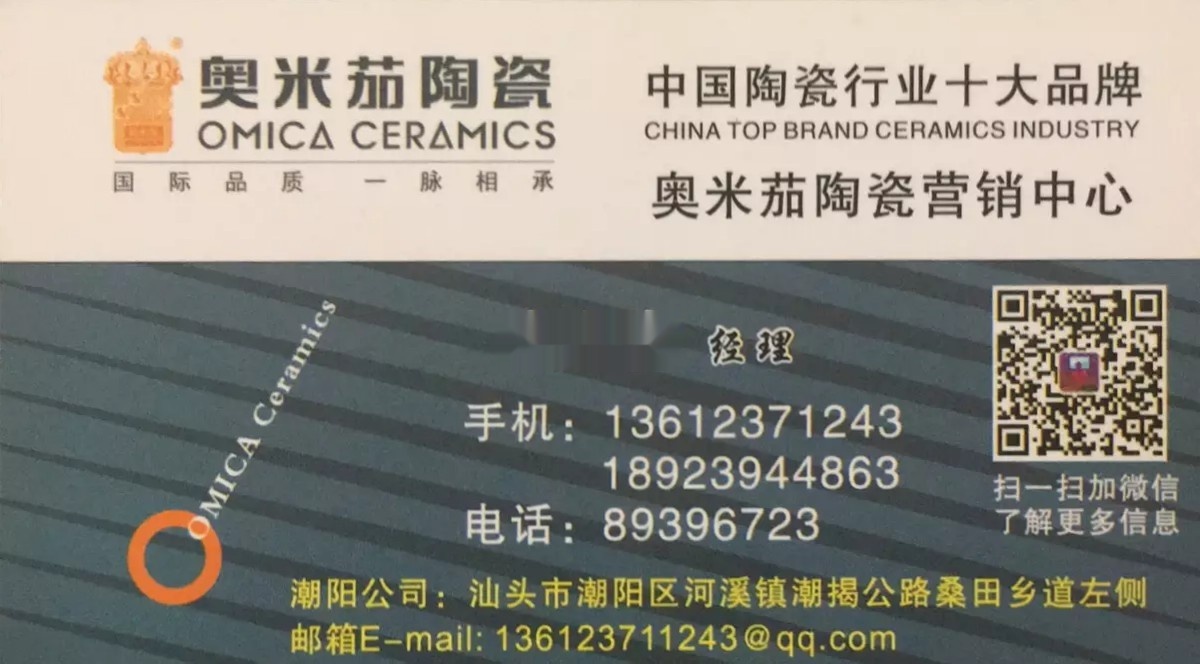 奥米茄陶瓷
OMICA CERAMICS
国际品质 一脉相承
中国陶瓷行业十大品牌
CHINA TOP BRAND CERAMICS INDUSTRY
奥米茄陶瓷营销中心
OMICA Ceramics
经理
手机：13612371243
18923944863
电话：89396723
扫一扫加微信
了解更多信息
潮阳公司：汕头市潮阳区河溪镇潮揭公路桑田乡道左侧
邮箱E-mail: 136123711243@qq.com